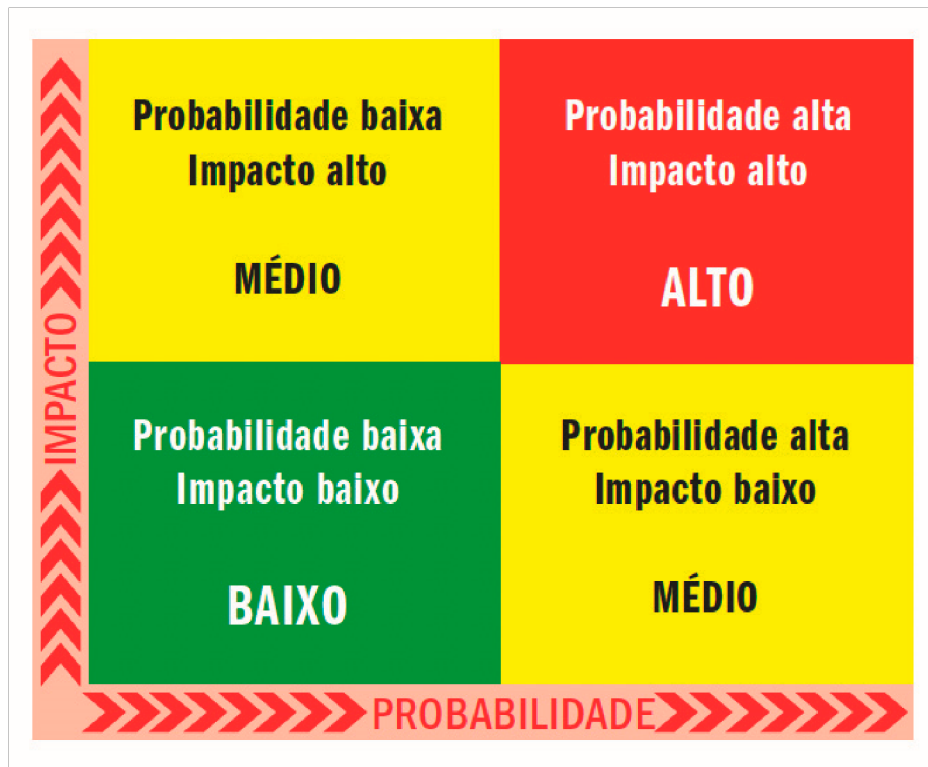 Probabilidade baixa
Impacto alto
MÉDIO
Probabilidade alta
Impacto alto
ALTO
IMPACTO
Probabilidade baixa
Impacto baixo
BAIXO
Probabilidade alta
Impacto baixo
MÉDIO
PROBABILIDADE